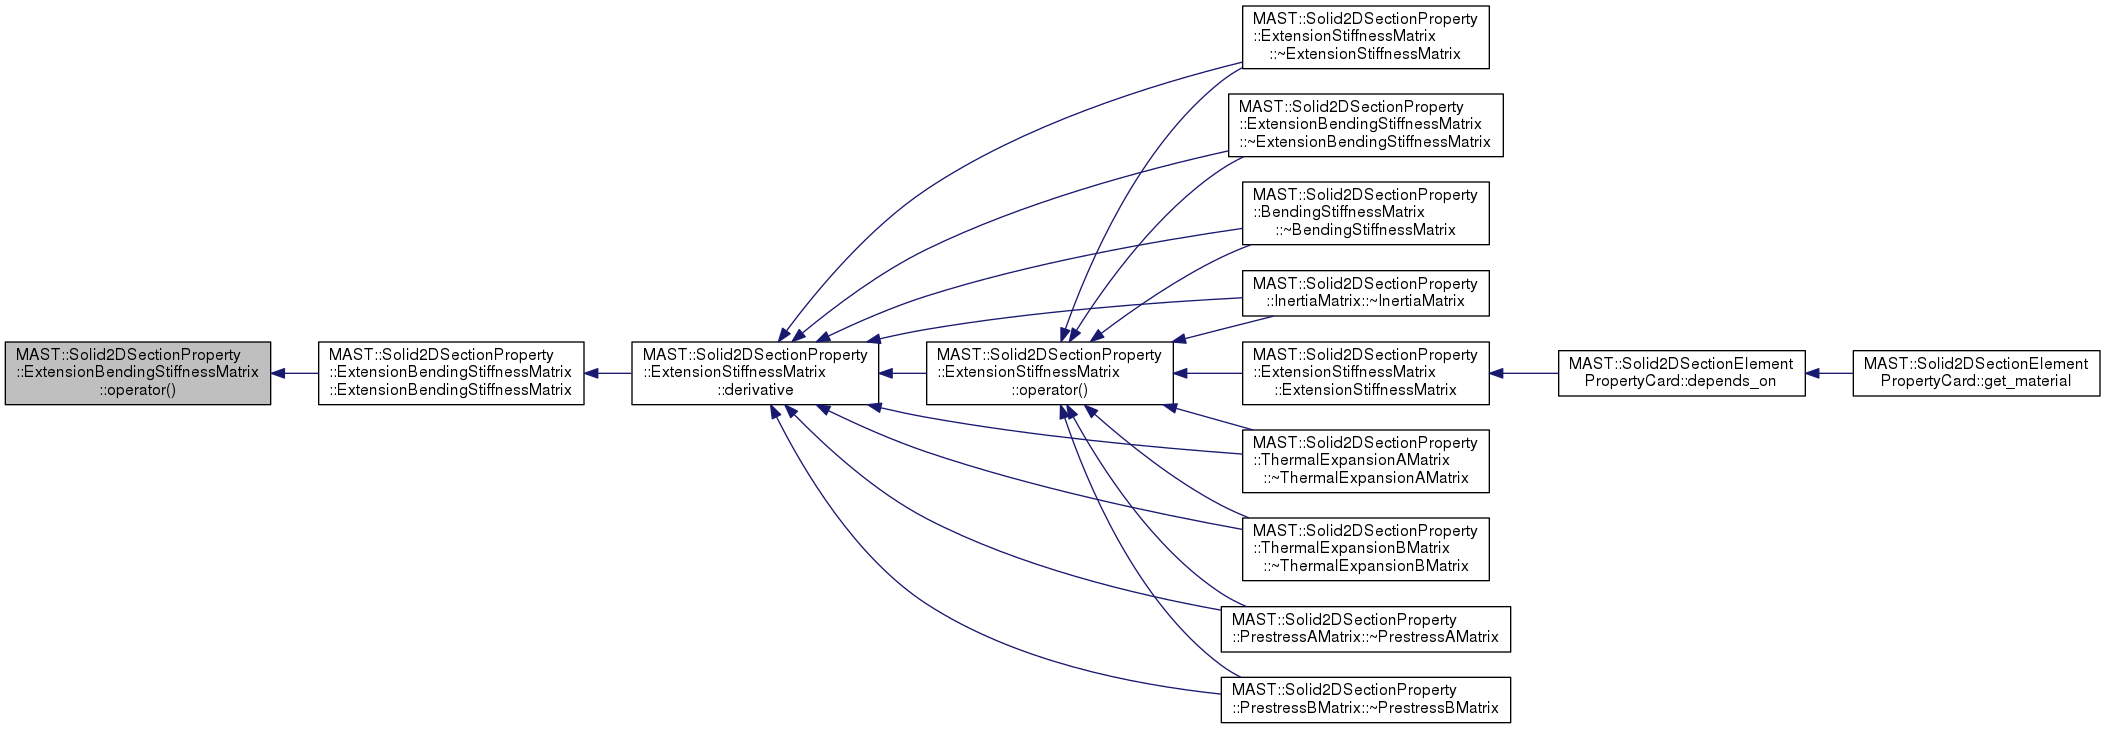 MAST::Solid2DSectionProperty
::ExtensionStiffnessMatrix
::~ExtensionStiffnessMatrix
MAST::Solid2DSectionProperty
::ExtensionBendingStiffnessMatrix
::~ExtensionBendingStiffnessMatrix
MAST::Solid2DSectionProperty
::BendingStiffnessMatrix
::~BendingStiffnessMatrix
MAST::Solid2DSectionProperty
::InertiaMatrix::~InertiaMatrix
MAST::Solid2DSectionProperty
::ExtensionBendingStiffnessMatrix
::operator()
MAST::Solid2DSectionProperty
::ExtensionBendingStiffnessMatrix
::ExtensionBendingStiffnessMatrix
MAST::Solid2DSectionProperty
::ExtensionStiffnessMatrix
::derivative
MAST::Solid2DSectionProperty
::ExtensionStiffnessMatrix
::operator()
MAST::Solid2DSectionProperty
::ExtensionStiffnessMatrix
::ExtensionStiffnessMatrix
MAST::Solid2DSectionElement
PropertyCard::depends_on
MAST::Solid2DSectionElement
PropertyCard::get_material
MAST::Solid2DSectionProperty
::ThermalExpansionAMatrix
::~ThermalExpansionAMatrix
MAST::Solid2DSectionProperty
::ThermalExpansionBMatrix
::~ThermalExpansionBMatrix
MAST::Solid2DSectionProperty
::PrestressAMatrix::~PrestressAMatrix
MAST::Solid2DSectionProperty
::PrestressBMatrix::~PrestressBMatrix